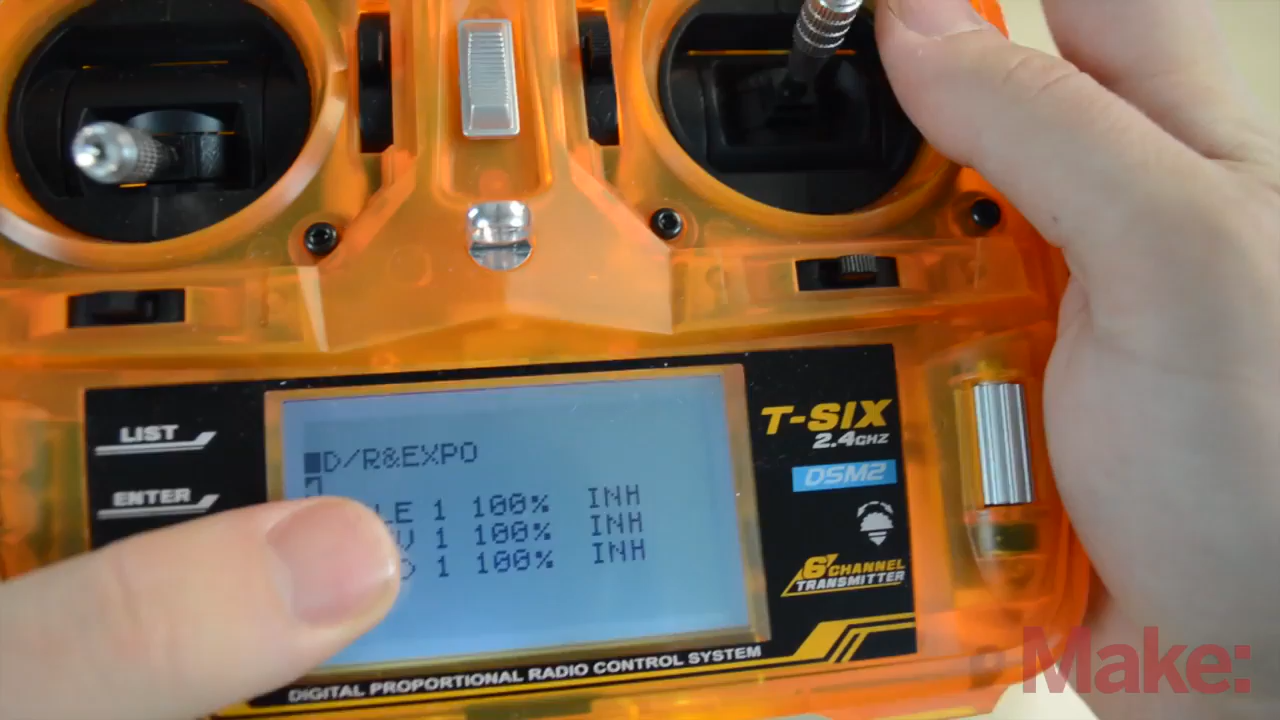 LIST
ENTER
D/R&EXPO
LE 1 100% INH
1 100% INH
1 100% INH
T-SIX
2.4GHZ
DSM2
6 CHANNEL
TRANSMITTER
DIGITAL PROPORTIONAL RADIO CONTROL SYSTEM
Make: